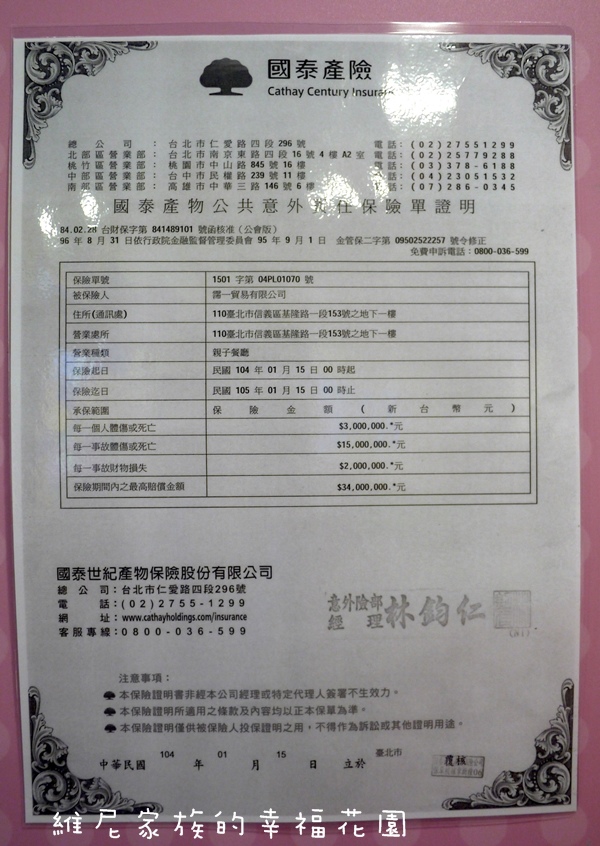 國泰產險
Cathay Century Insurance
總公司：台北市仁愛路四段296號 電話：(02)27551299
北部區營業部：台北市南京東路四段16號4樓A2室 電話：(02)25779288
桃竹區營業部：桃園市中山路845號16樓 電話：(03)378-6188
中部區營業部：台中市民權路239號11樓 電話：(04)23051532
南部區營業部：高雄市中華三路146號6樓 電話：(07)286-0345
國泰產物公共意外責任保險單證明
84.02.28 台財保字第 841489101 號函核准（公會版）
96 年 8 月 31 日依行政院金融監督管理委員會 95 年 9 月 1 日 金管保二字第 09502522257 號令修正
免費申訴電話：0800-036-599
保險單號 1501 字第 04PL01070 號
被保險人 譯一貿易有限公司
住所(通訊處) 110臺北市信義區基隆路一段153號之地下一樓
營業處所 110臺北市信義區基隆路一段153號之地下一樓
營業種類 親子餐廳
保險起日 民國 104 年 01 月 15 日 00 時起
保險迄日 民國 105 年 01 月 15 日 00 時止
承保範圍 保險金額(新台幣元)
每一個人體傷或死亡 $3,000,000.*元
每一事故體傷或死亡 $15,000,000.*元
每一事故財物損失 $2,000,000.*元
保險期間內之最高賠償金額 $34,000,000.*元
國泰世紀產物保險股份有限公司
總公司：台北市仁愛路四段296號
電話：(02)2755-1299
網址：www.cathayholdings.com/insurance
客服專線：0800-036-599
意外險部
經理 林鈞仁
注意事項：
本保險證明書非經本公司經理或特定代理人簽署不生效力。
本保險證明所適用之條款及內容均以正本保單為準。
本保險證明僅供被保險人投保證明之用，不得作為訴訟或其他證明用途。
中華民國 104 年 01 月 15 日 立於 臺北市
覆核
維尼家族的幸福花園